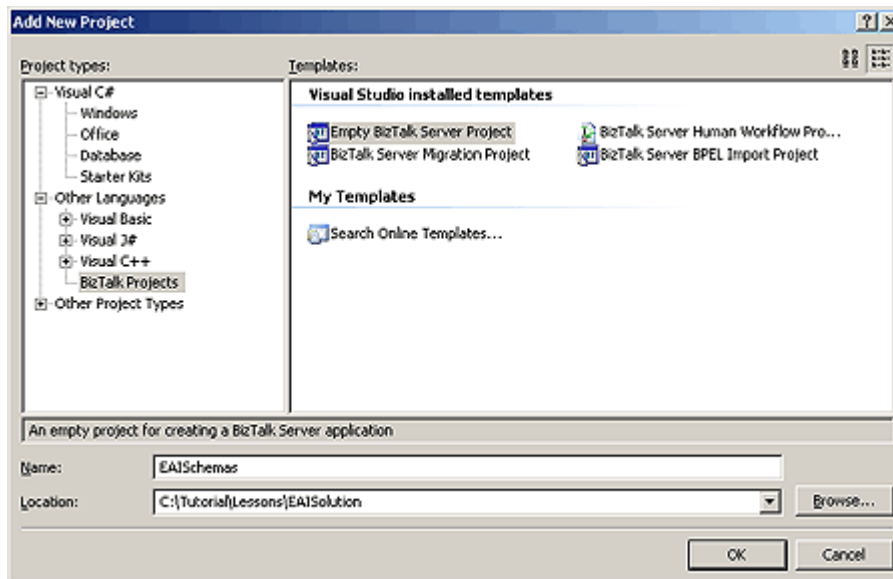 Add New Project
Project types:
Templates:
Visual C#
Windows
Office
Database
Starter Kits
Other Languages
Visual Basic
Visual J#
Visual C++
BizTalk Projects
Other Project Types
Visual Studio installed templates
Empty BizTalk Server Project
BizTalk Server Human Workflow Pro...
BizTalk Server Migration Project
BizTalk Server BPEL Import Project
My Templates
Search Online Templates...
An empty project for creating a BizTalk Server application
Name:
EAISchemas
Location:
C:\Tutorial\Lessons\EAISolution
Browse...
OK
Cancel